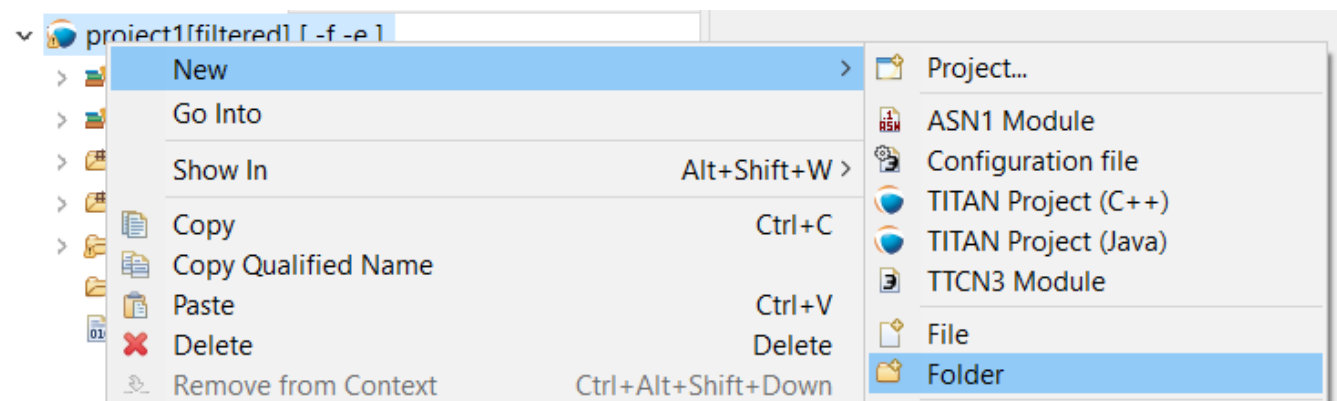 project1[filtered] [ -f -e ]
New
Go Into
Show In Alt+Shift+W
Copy Ctrl+C
Copy Qualified Name
Paste Ctrl+V
Delete Delete
Remove from Context Ctrl+Alt+Shift+Down
Project...
ASN1 Module
Configuration file
TITAN Project (C++)
TITAN Project (Java)
TTCN3 Module
File
Folder